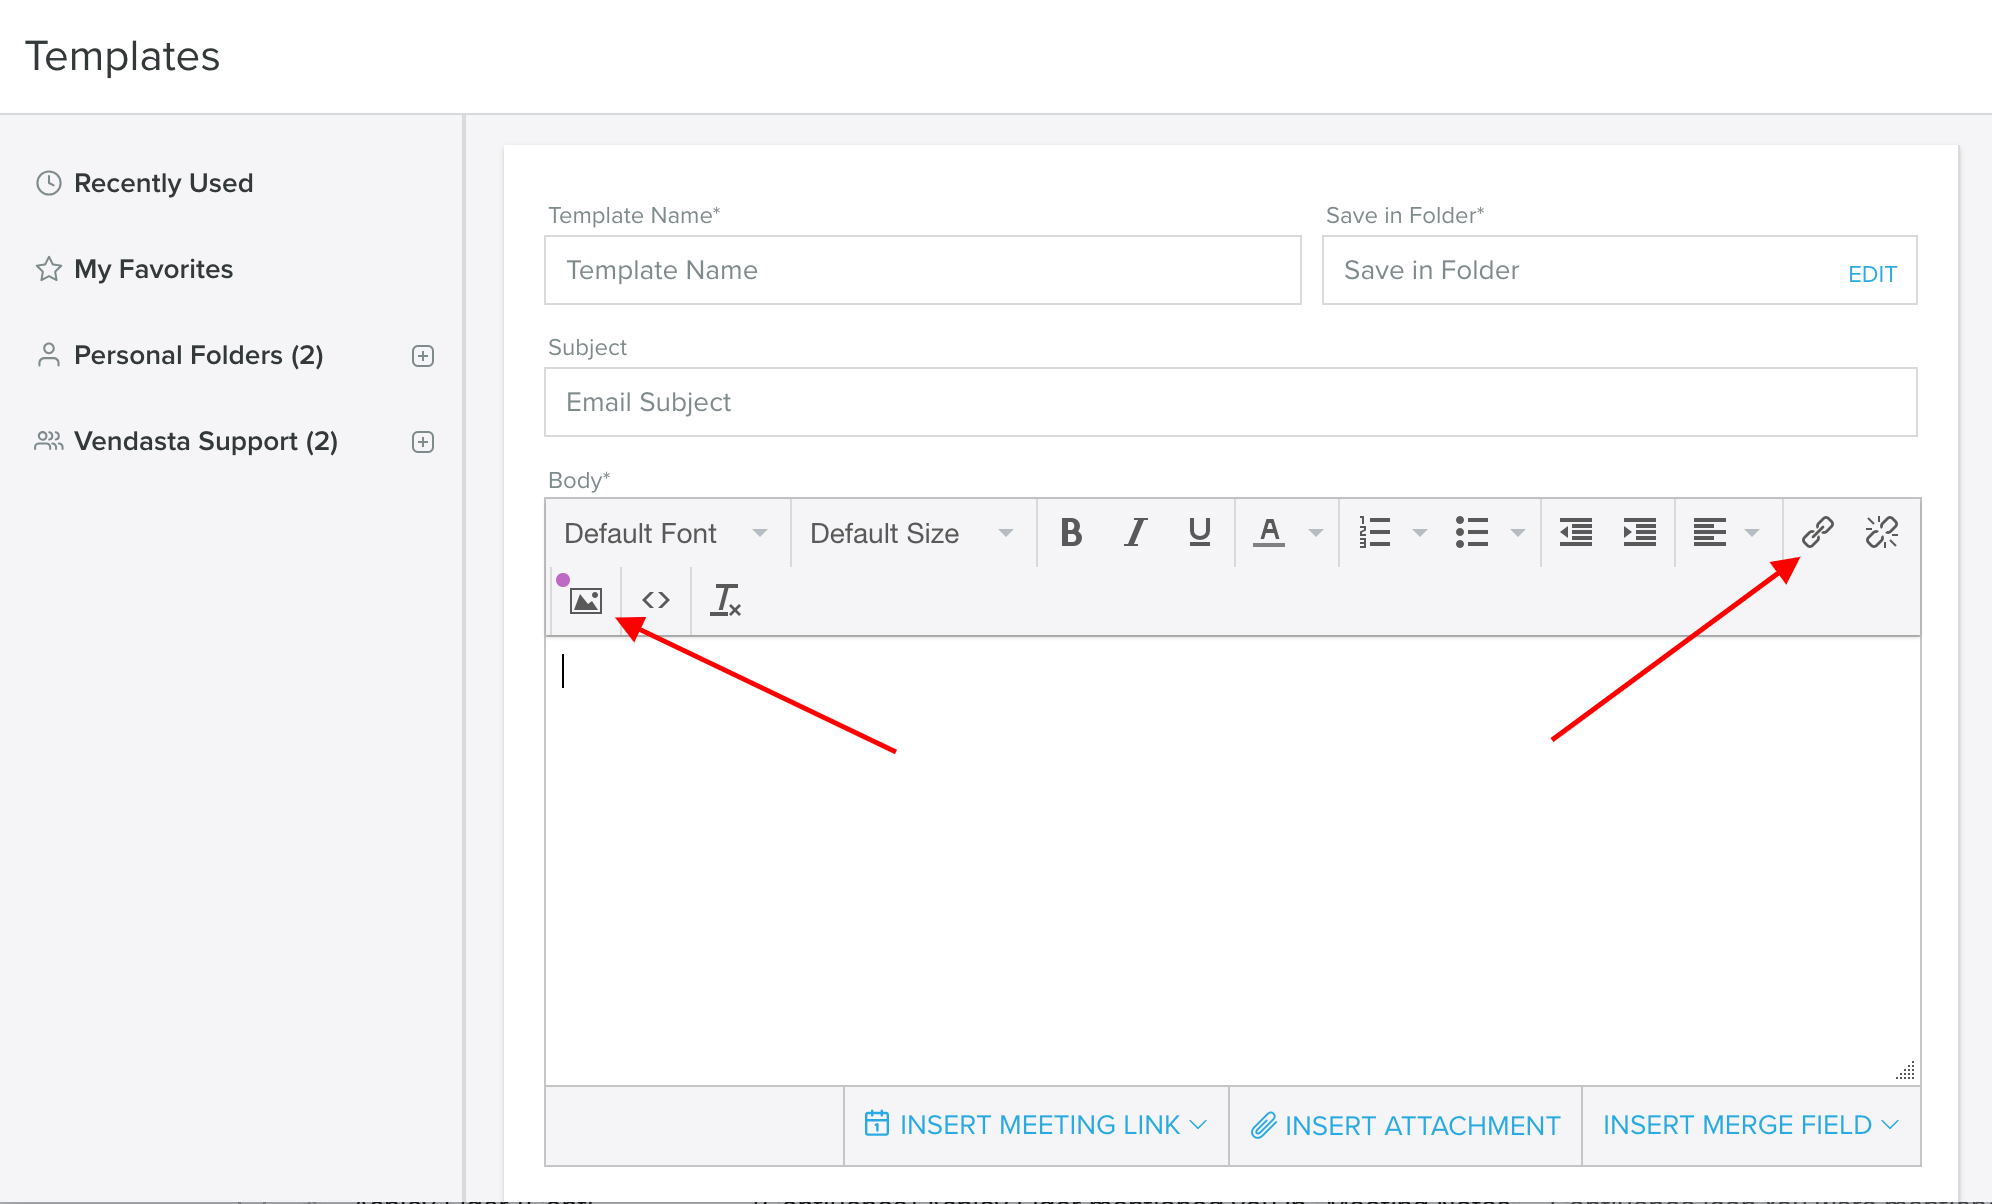 Templates
Recently Used
My Favorites
Personal Folders (2)
Vendasta Support (2)
Template Name* Save in Folder*
Template Name Save in Folder EDIT
Subject
Email Subject
Body*
Default Font Default Size B I U A
INSERT MEETING LINK INSERT ATTACHMENT INSERT MERGE FIELD